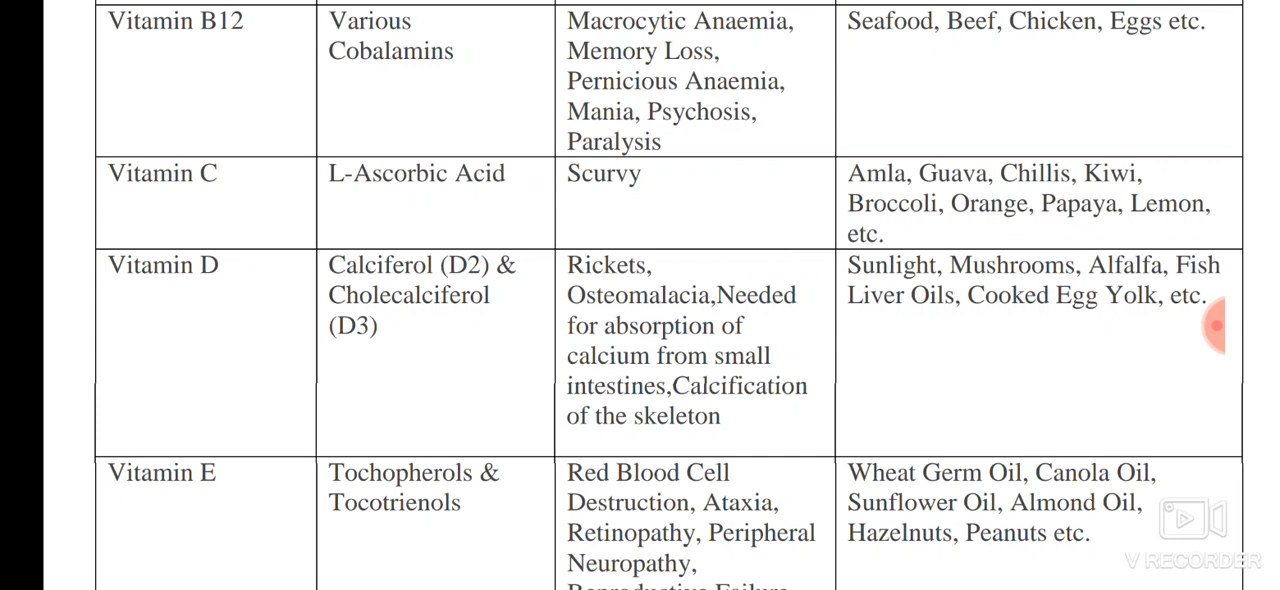 Vitamin B12
Various
Cobalamins
Macrocytic Anaemia,
Memory Loss,
Pernicious Anaemia,
Mania, Psychosis,
Paralysis
Seafood, Beef, Chicken, Eggs etc.
Vitamin C
L-Ascorbic Acid
Scurvy
Amla, Guava, Chillis, Kiwi,
Broccoli, Orange, Papaya, Lemon,
etc.
Vitamin D
Calciferol (D2) &
Cholecalciferol
(D3)
Rickets,
Osteomalacia,Needed
for absorption of
calcium from small
intestines,Calcification
of the skeleton
Sunlight, Mushrooms, Alfalfa, Fish
Liver Oils, Cooked Egg Yolk, etc.
Vitamin E
Tochopherols &
Tocotrienols
Red Blood Cell
Destruction, Ataxia,
Retinopathy, Peripheral
Neuropathy,
Reproductive Failure
Wheat Germ Oil, Canola Oil,
Sunflower Oil, Almond Oil,
Hazelnuts, Peanuts etc.
V RECORDER